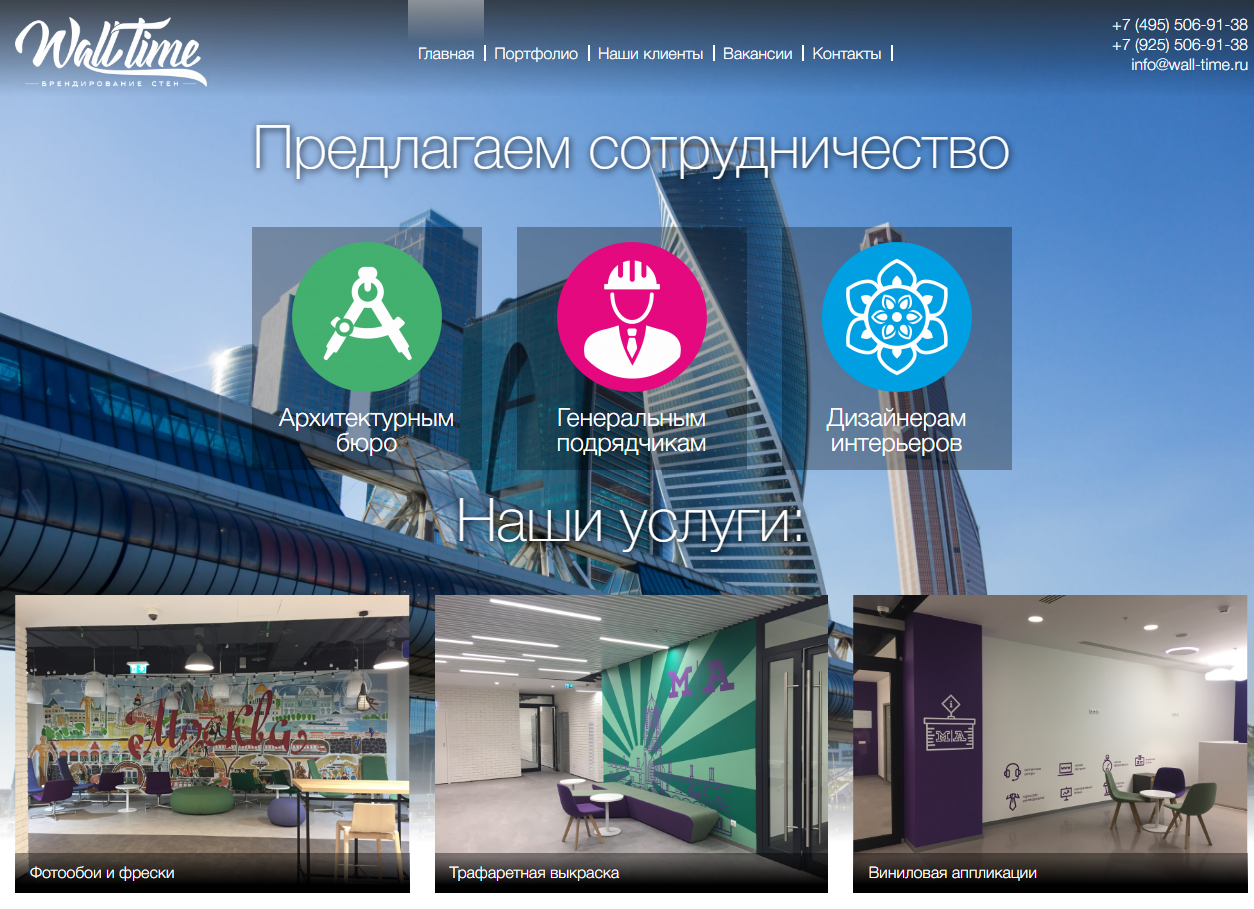 Wall Time
БРЕНДИРОВАНИЕ СТЕН
Главная
Портфолио
Наши клиенты
Вакансии
Контакты
+7 (495) 506-91-38
+7 (925) 506-91-38
info@wall-time.ru
Предлагаем сотрудничество
Архитектурным
бюро
Генеральным
подрядчикам
Дизайнерам
интерьеров
Наши услуги:
Москва
МА
i
МА
www
Фотообои и фрески
Трафаретная выкраска
Виниловая аппликации